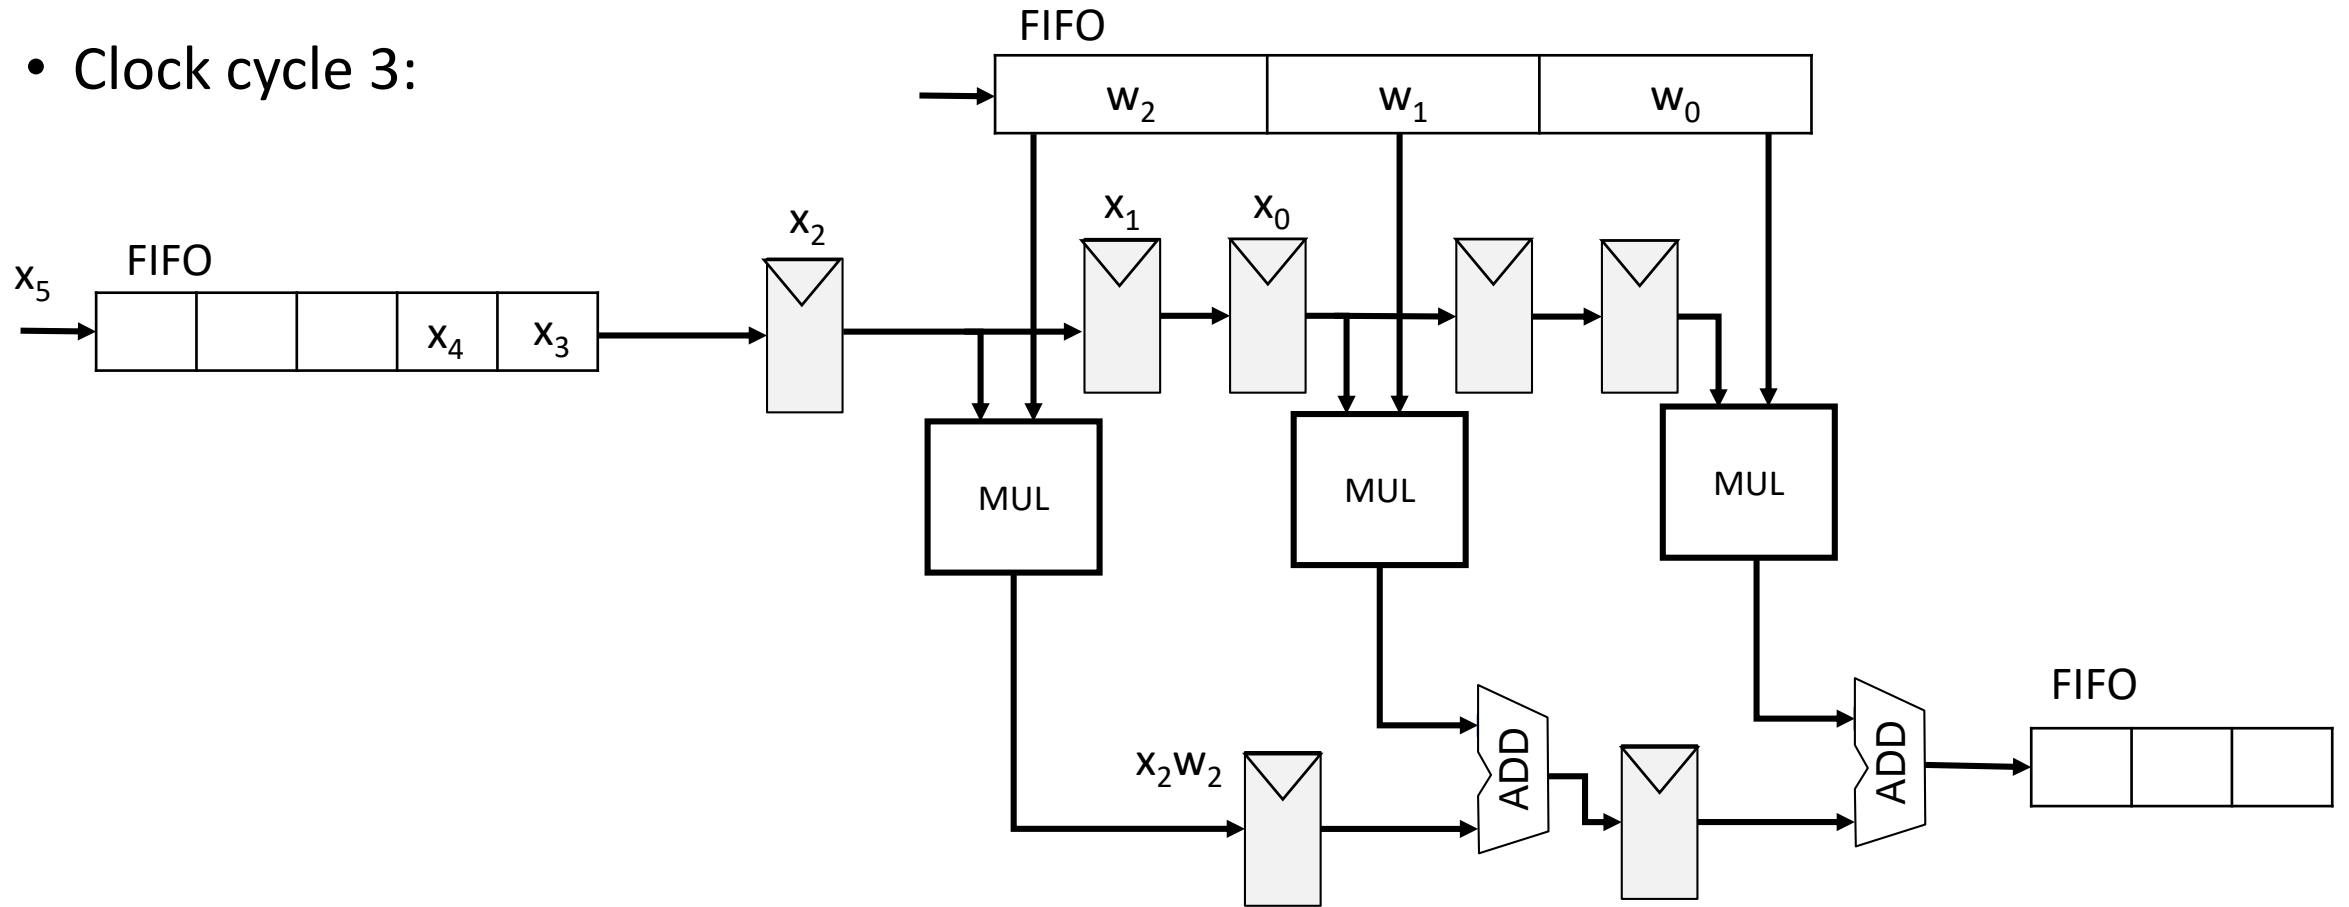 • Clock cycle 3:
FIFO
w₂ w₁ w₀
x₂
x₁
x₀
x₅
FIFO
x₄ x₃
MUL
MUL
MUL
x₂w₂
ADD
ADD
FIFO